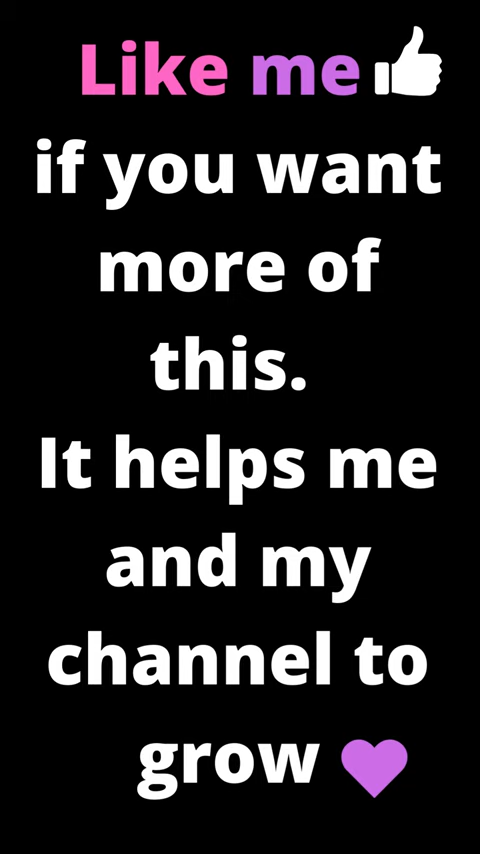 Like me
if you want
more of
this.
It helps me
and my
channel to
grow